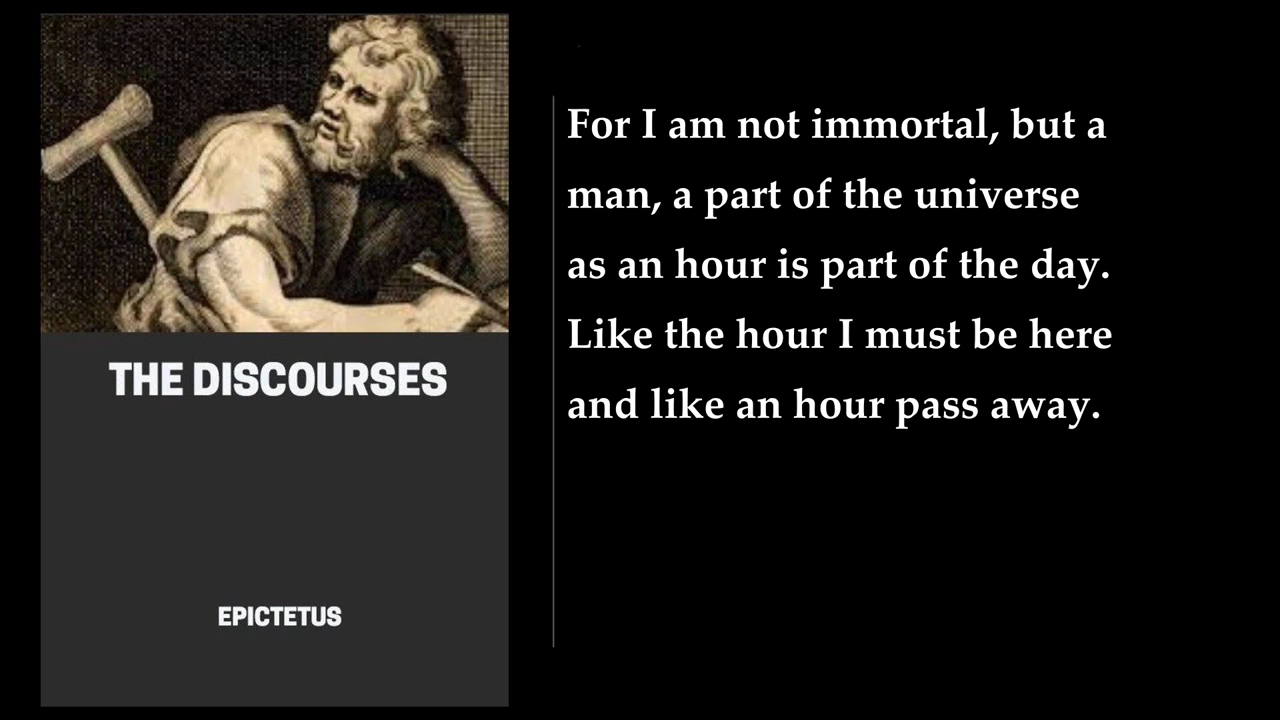 THE DISCOURSES
EPICTETUS
For I am not immortal, but a
man, a part of the universe
as an hour is part of the day.
Like the hour I must be here
and like an hour pass away.